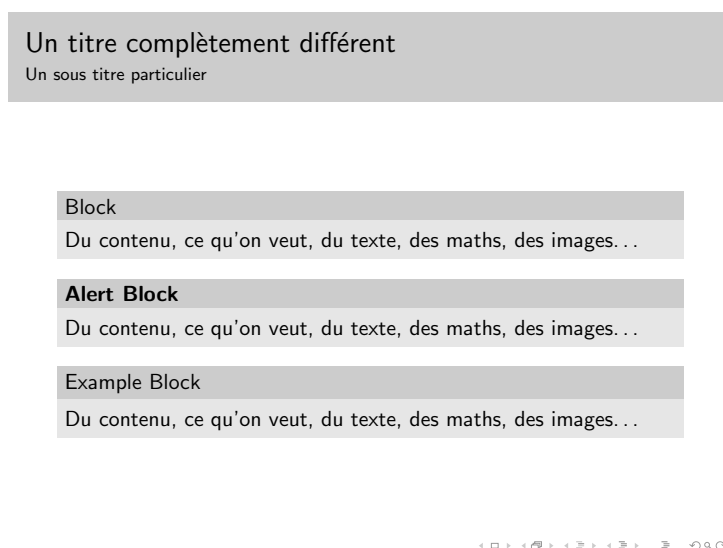 Un titre complètement différent
Un sous titre particulier
Block
Du contenu, ce qu'on veut, du texte, des maths, des images...
Alert Block
Du contenu, ce qu'on veut, du texte, des maths, des images...
Example Block
Du contenu, ce qu'on veut, du texte, des maths, des images...